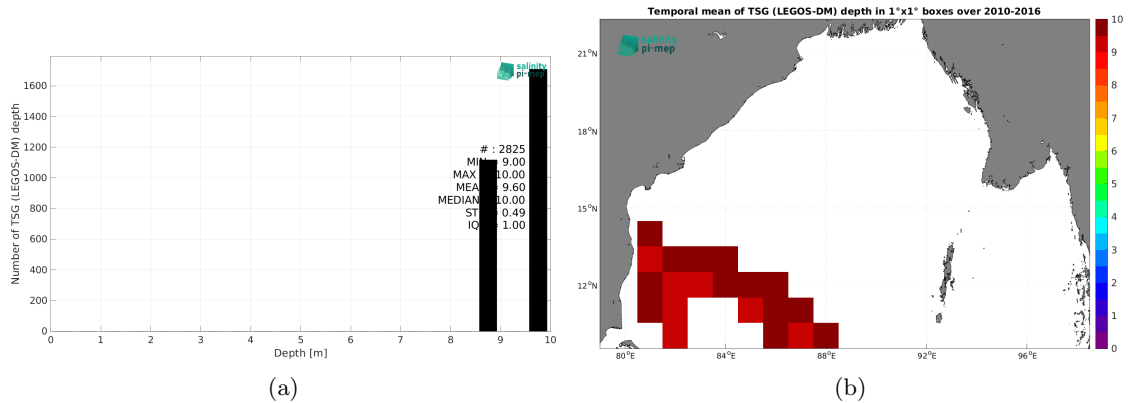 Temporal mean of TSG (LEGOS-DM) depth in 1°x1° boxes over 2010-2016
salinity
pi-mep
Number of TSG (LEGOS-DM) depth
1600
1400
1200
1000
800
600
400
200
0
# : 2825
9.00
MAX 10.00
9.60
MEDIAN 10.00
0.49
1.00
0 1 2 3 4 5 6 7 8 9 10
Depth [m]
(a)
salinity
pi-mep
21°N
18°N
15°N
12°N
80°E 84°E 88°E 92°E 96°E
10
9
8
7
6
5
4
3
2
1
0
(b)